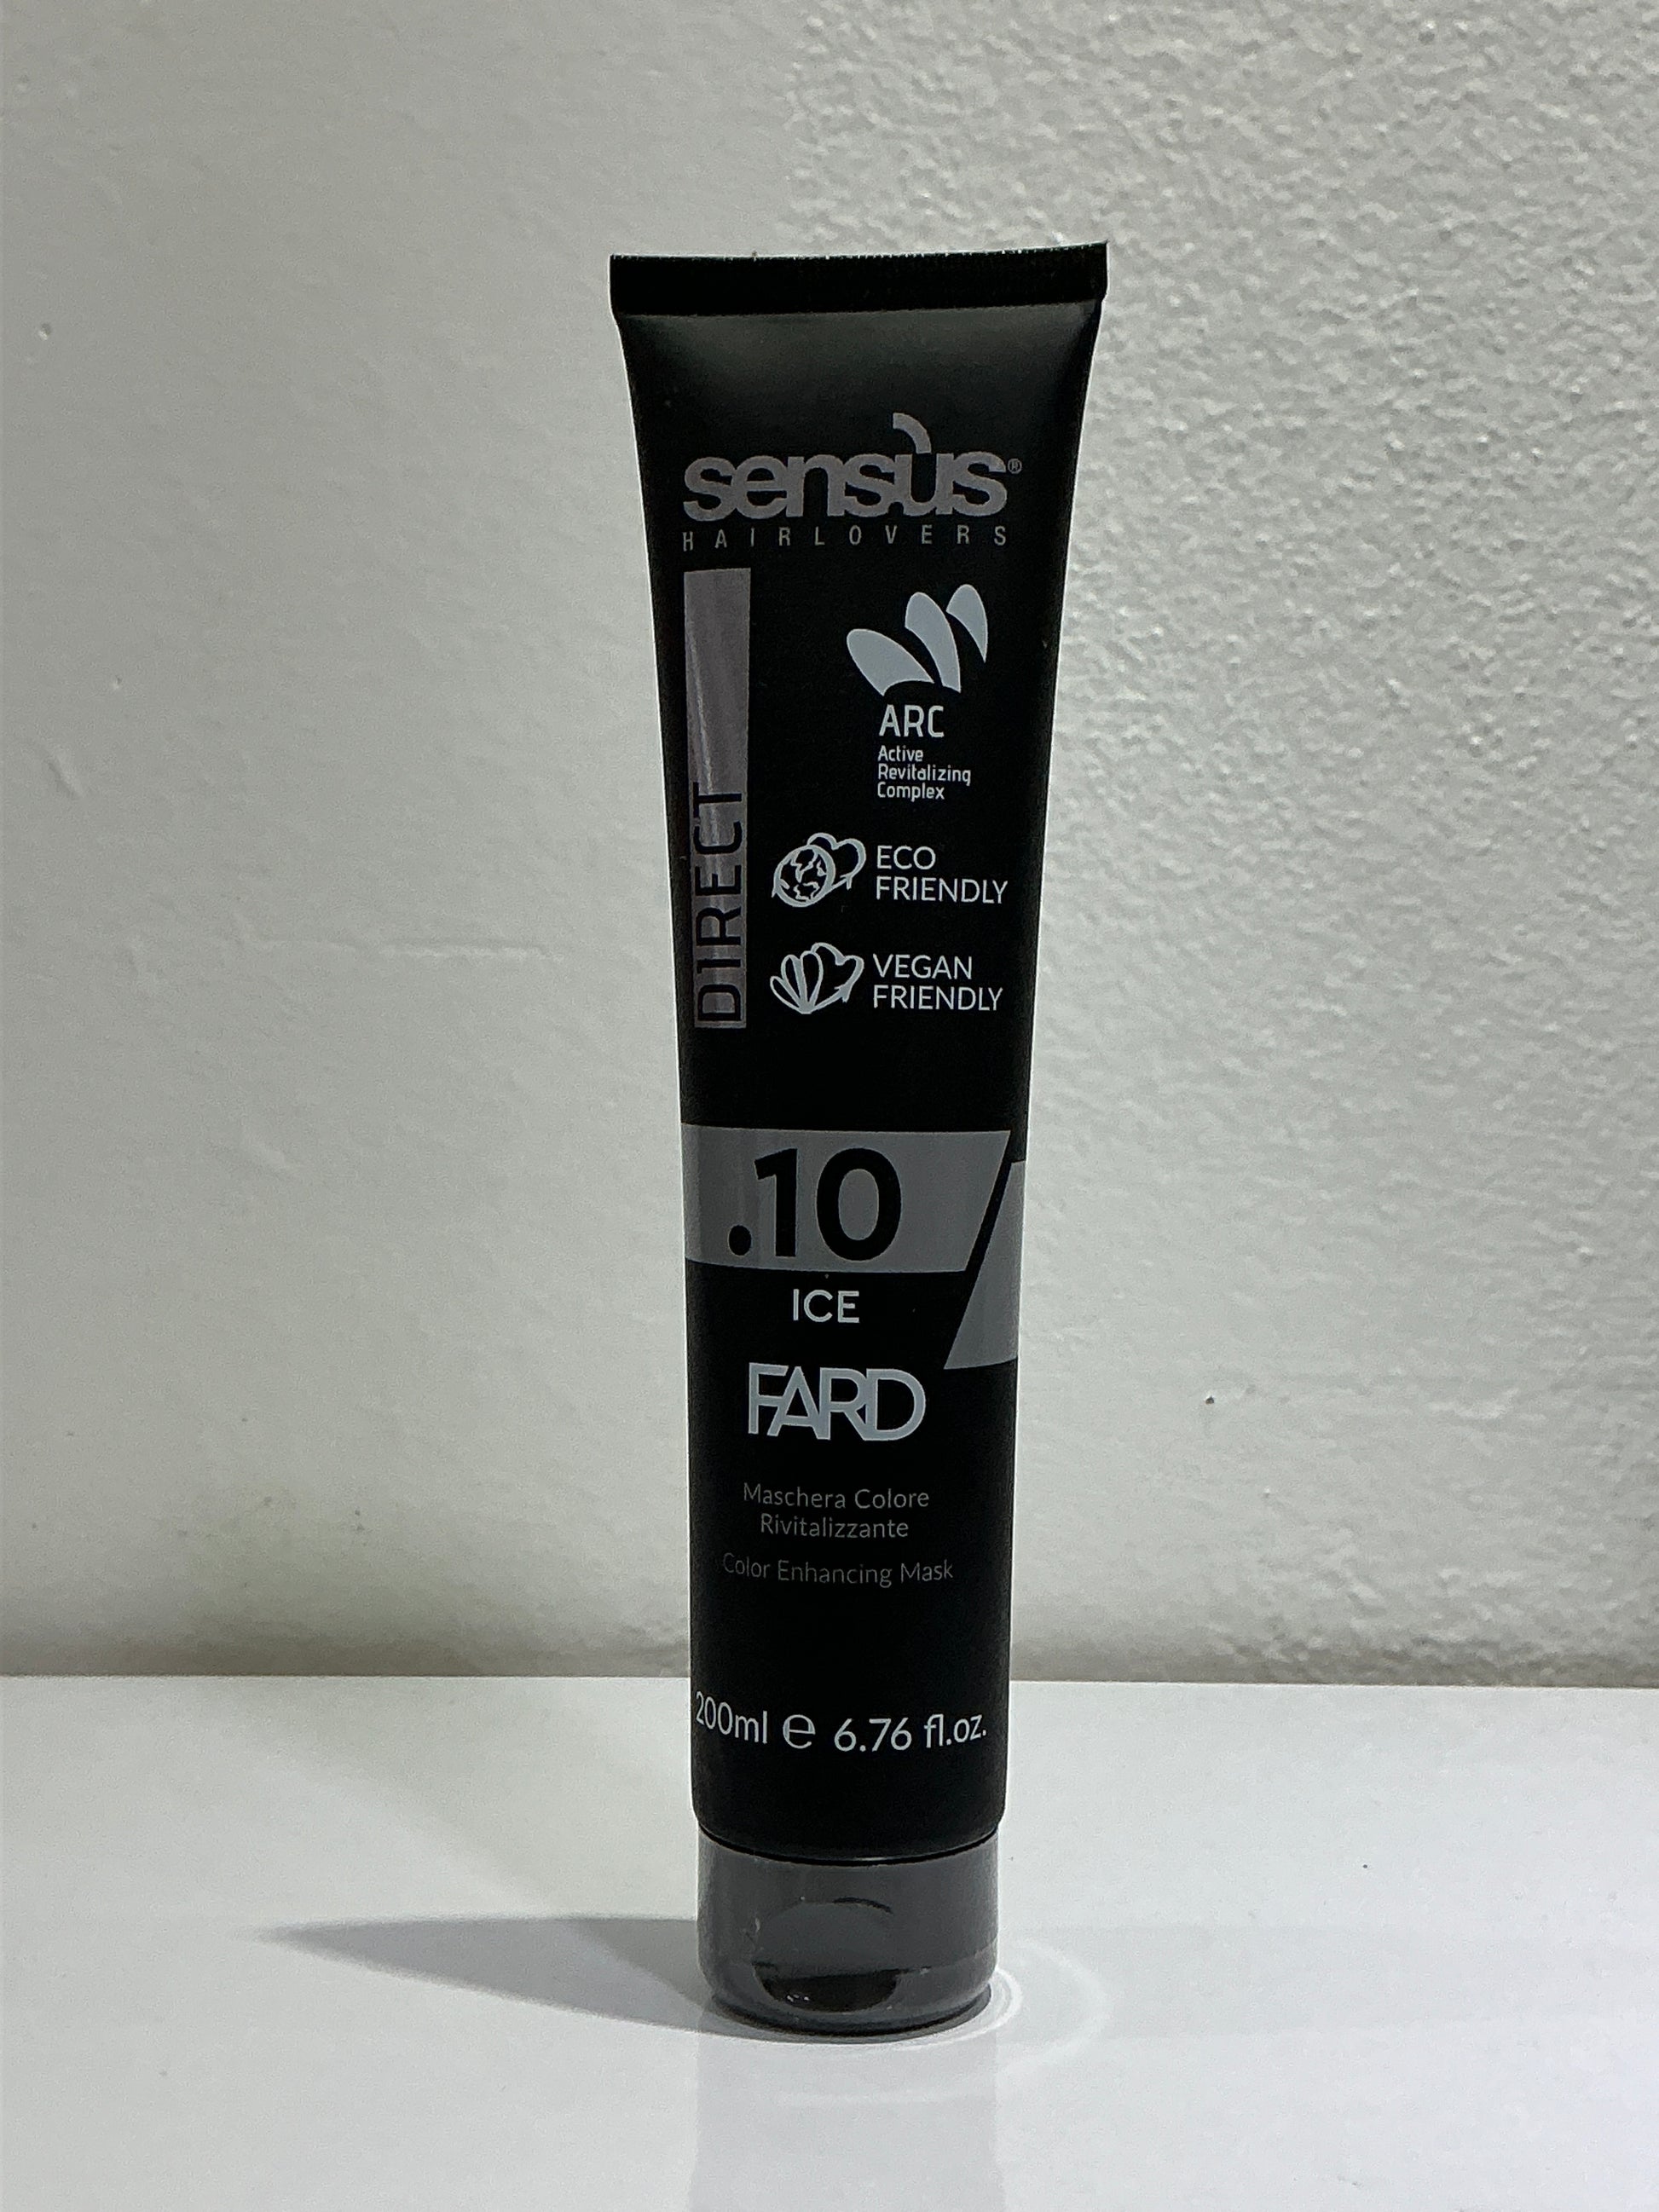 sensùs®
HAIRLOVERS
DIRECT
ARC
Active
Revitalizing
Complex
ECO
FRIENDLY
VEGAN
FRIENDLY
.10
ICE
FARD
Maschera Colore
Rivitalizzante
Color Enhancing Mask
200ml ℮ 6.76 fl.oz.